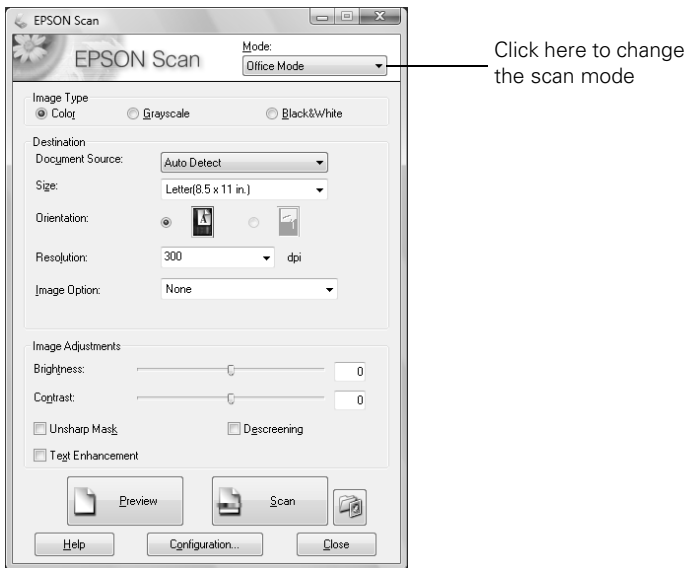 EPSON Scan
EPSON Scan
Mode:
Office Mode
Click here to change
the scan mode
Image Type
Color Grayscale Black&White
Destination
Document Source: Auto Detect
Size: Letter(8.5 x 11 in.)
Orientation:
Resolution: 300 dpi
Image Option: None
Image Adjustments
Brightness: 0
Contrast: 0
Unsharp Mask Descreening
Text Enhancement
Preview Scan
Help Configuration... Close